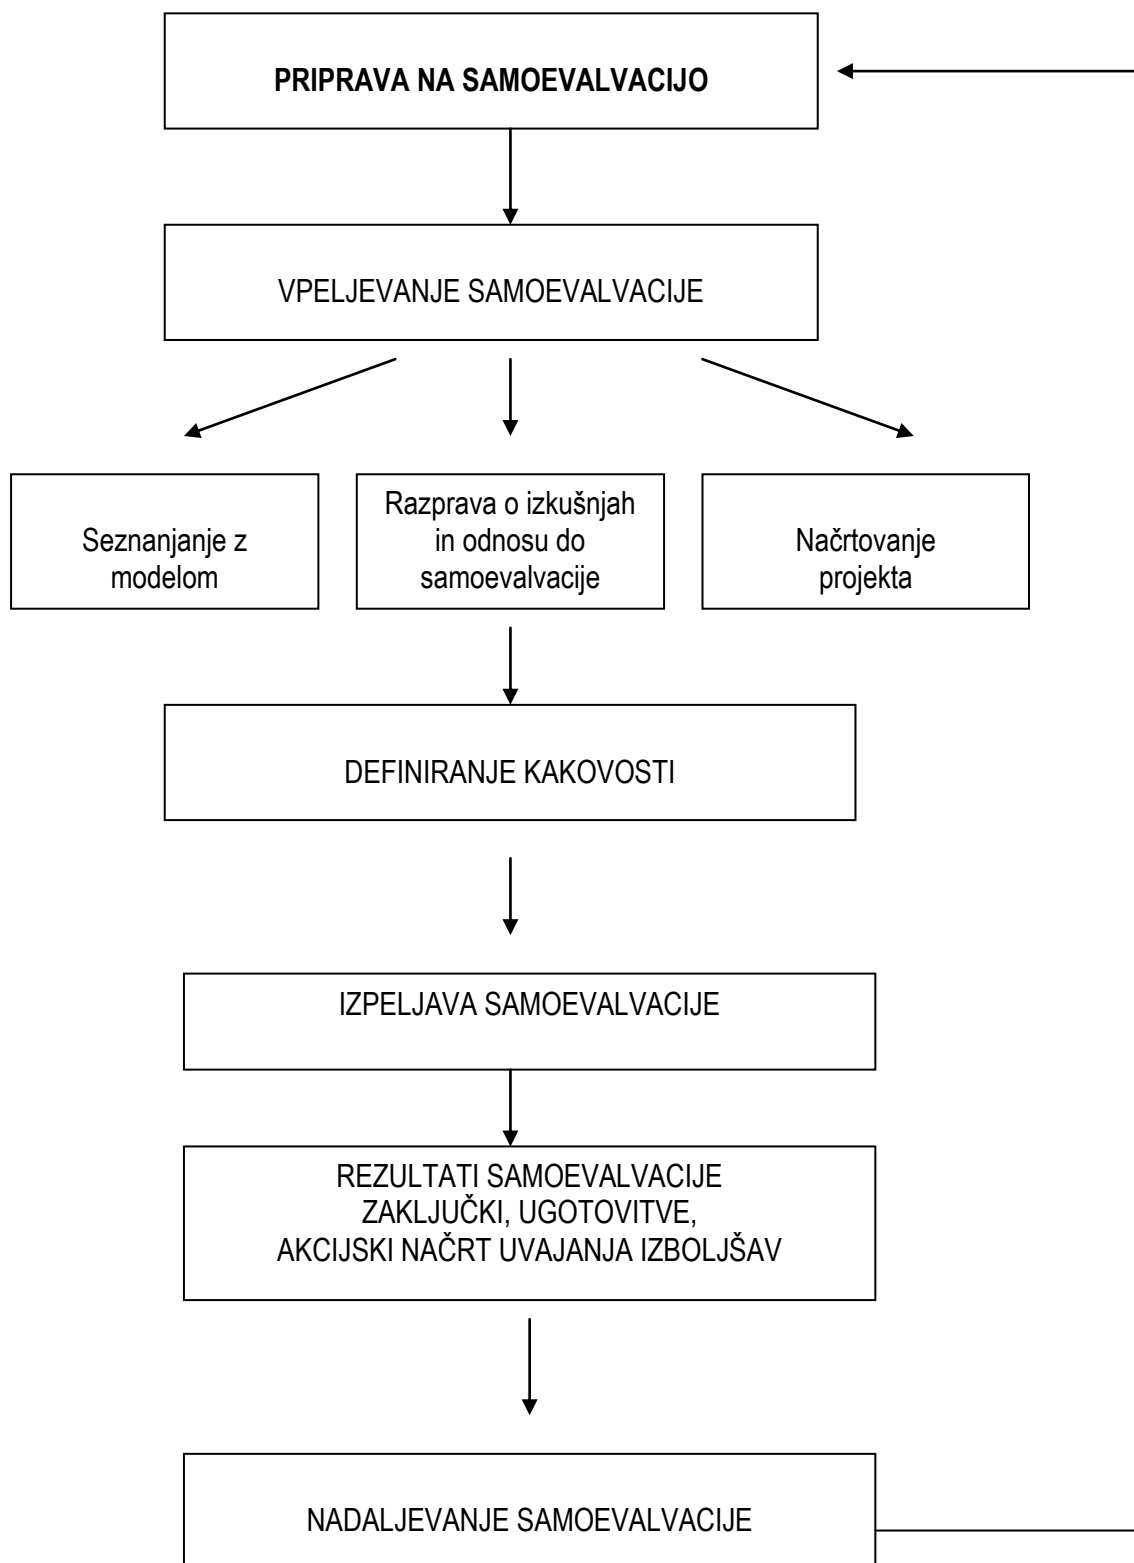 PRIPRAVA NA SAMOEVALVACIJO
VPELJEVANJE SAMOEVALVACIJE
Seznanjanje z
modelom
Razprava o izkušnjah
in odnosu do
samoevalvacije
Načrtovanje
projekta
DEFINIRANJE KAKOVOSTI
IZPELJAVA SAMOEVALVACIJE
REZULTATI SAMOEVALVACIJE
ZAKLJUČKI, UGOTOVITVE,
AKCIJSKI NAČRT UVAJANJA IZBOLJŠAV
NADALJEVANJE SAMOEVALVACIJE